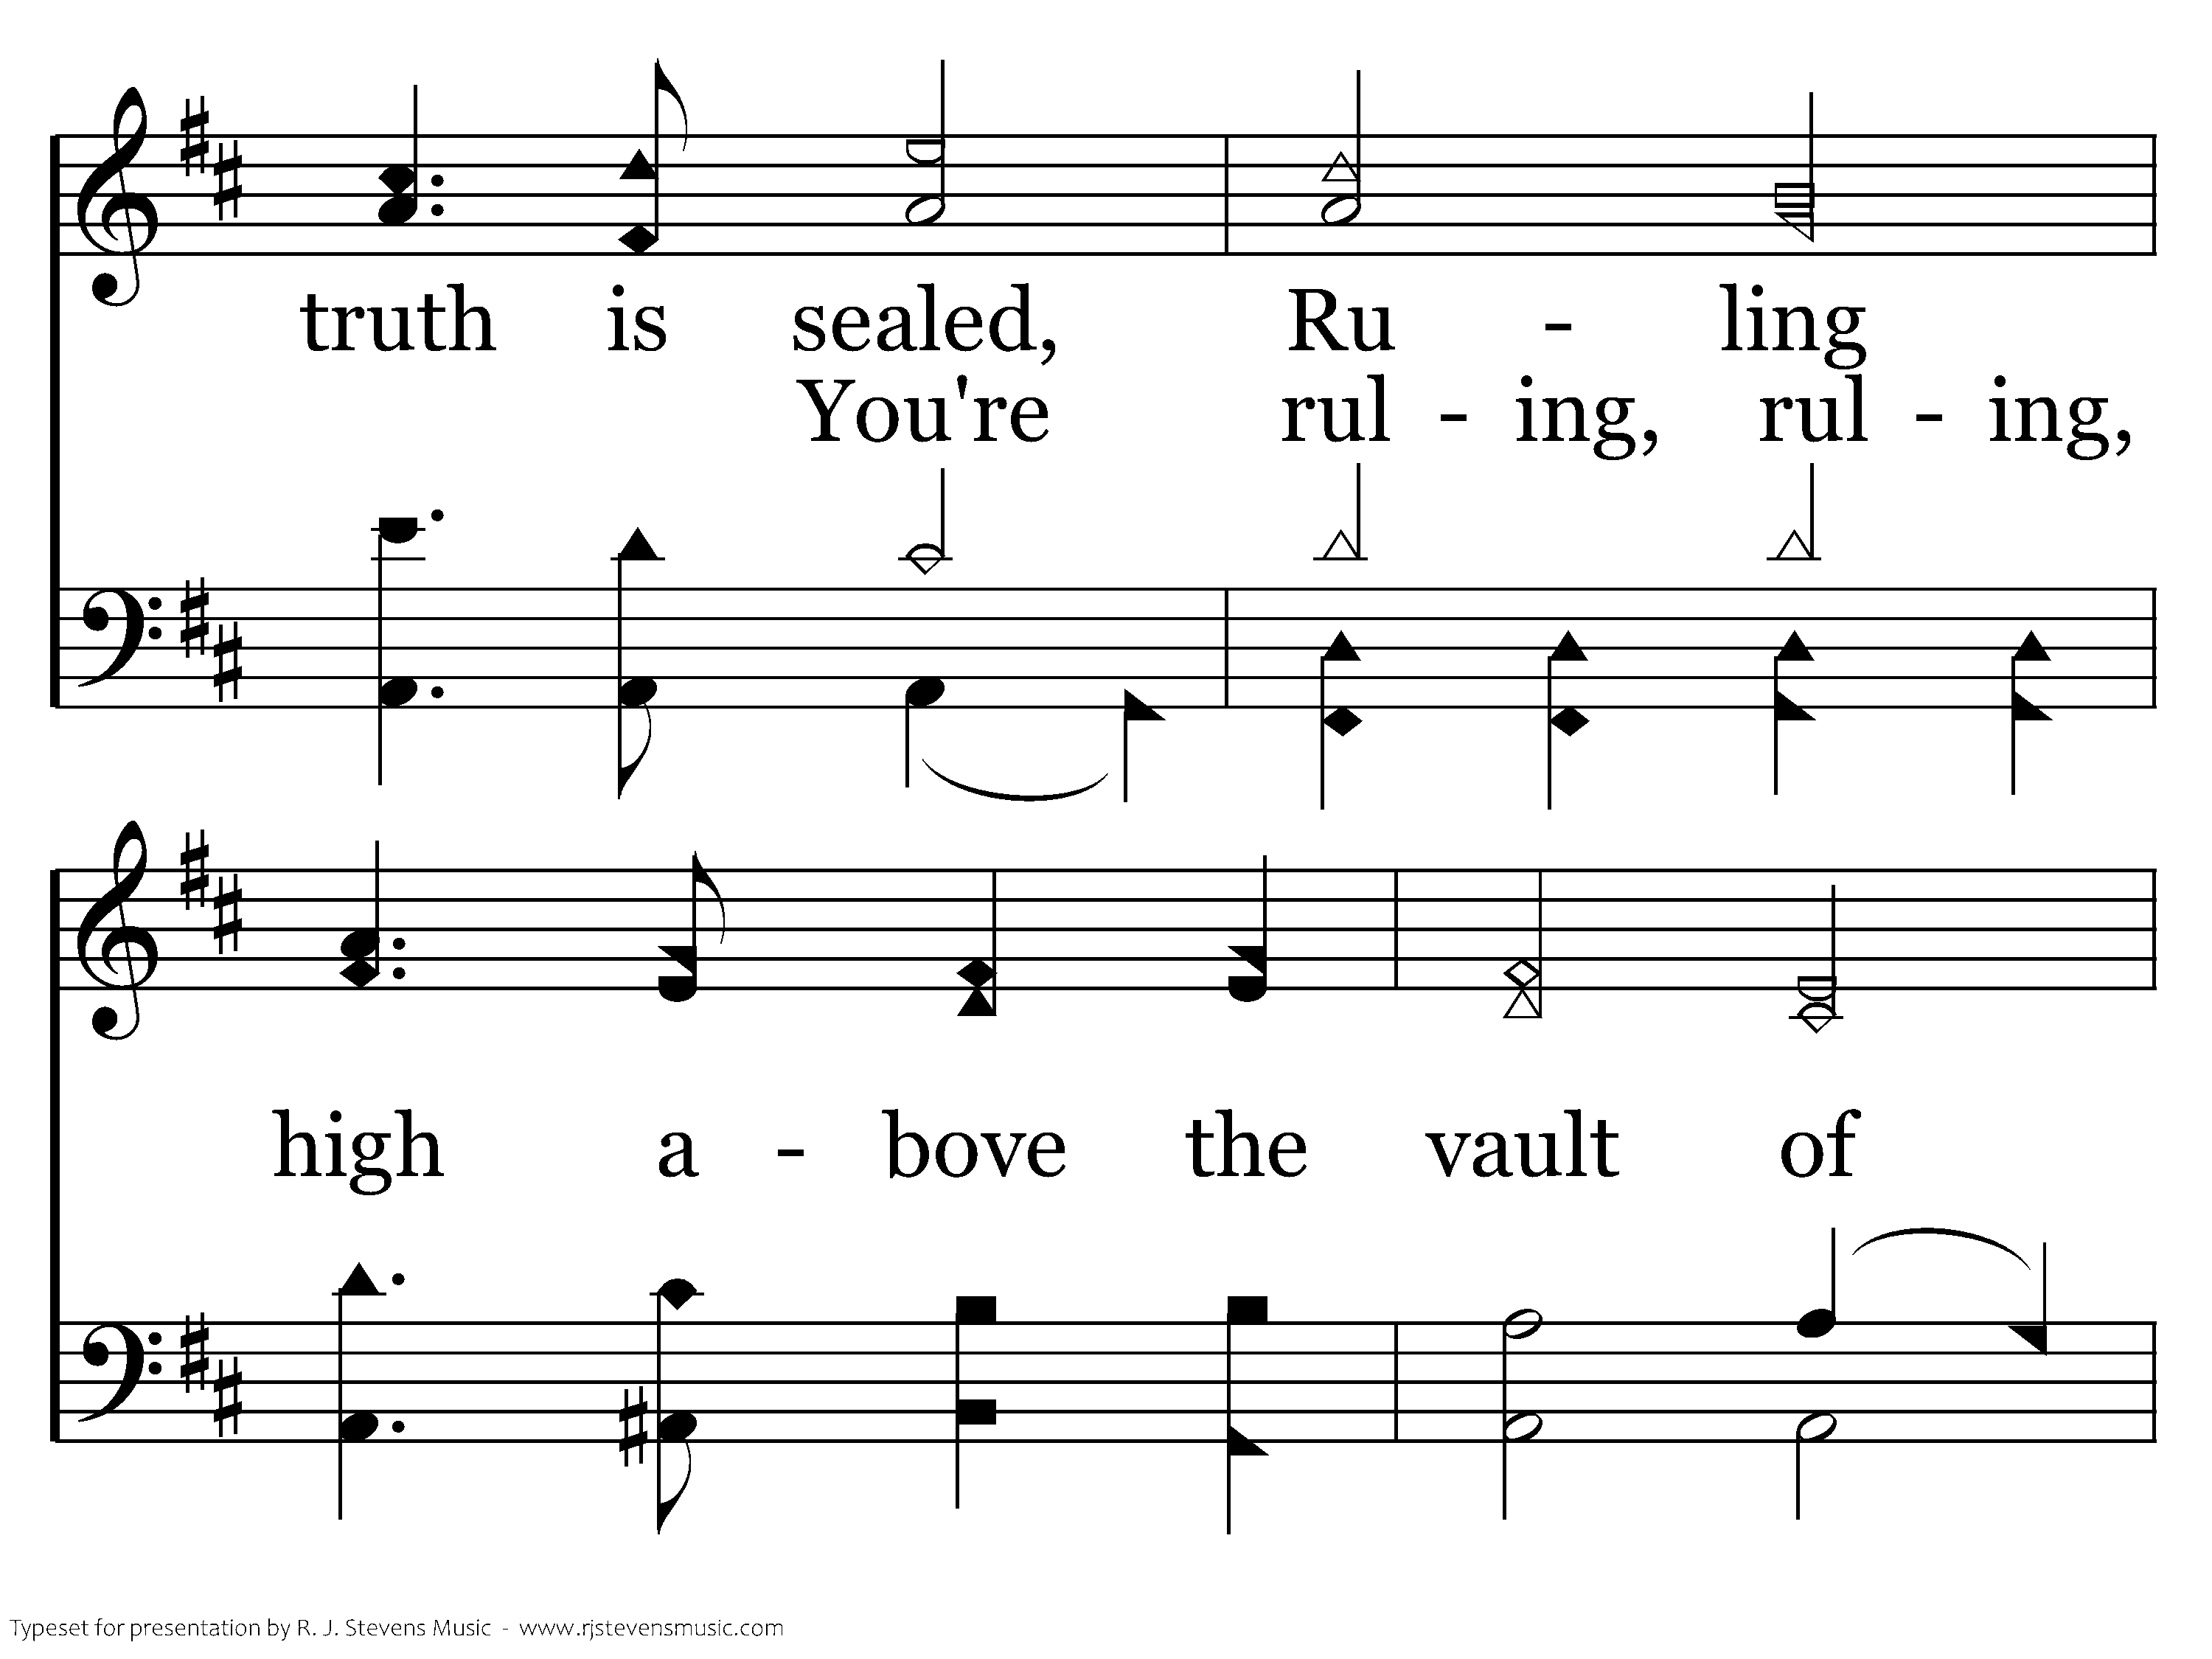 truth is sealed, Ru - ling
You're rul - ing, rul - ing,
high a - bove the vault of
Typeset for presentation by R. J. Stevens Music - www.rjstevensmusic.com